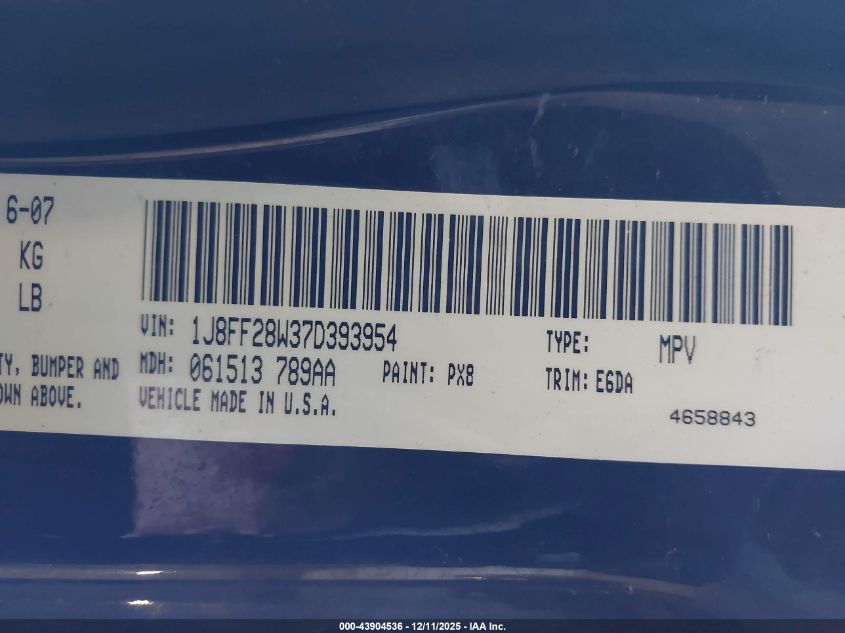 6-07
KG
LB
TY, BUMPER AND
OWN ABOVE.
VIN: 1J8FF28W37D393954
MDH: 061513 789AA
PAINT: PX8
VEHICLE MADE IN U.S.A.
TYPE: MPV
TRIM: E6DA
4658843
000-43904536 - 12/11/2025 - IAA Inc.